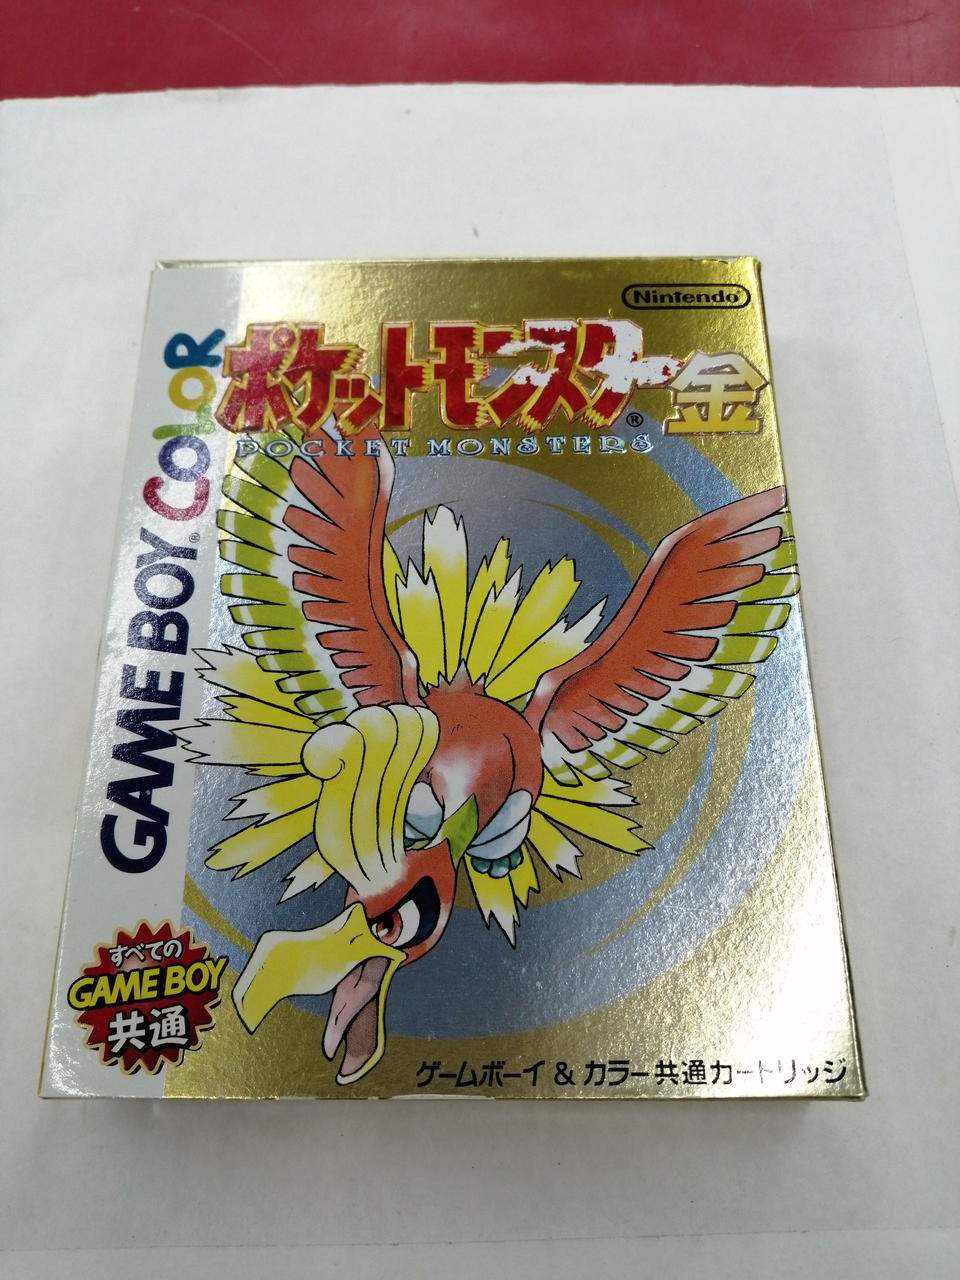 Nintendo
ポケットモンスター金
®
POCKET MONSTERS
GAME BOY® COLOR
すべての
GAME BOY
共通
ゲームボーイ & カラー共通カートリッジ